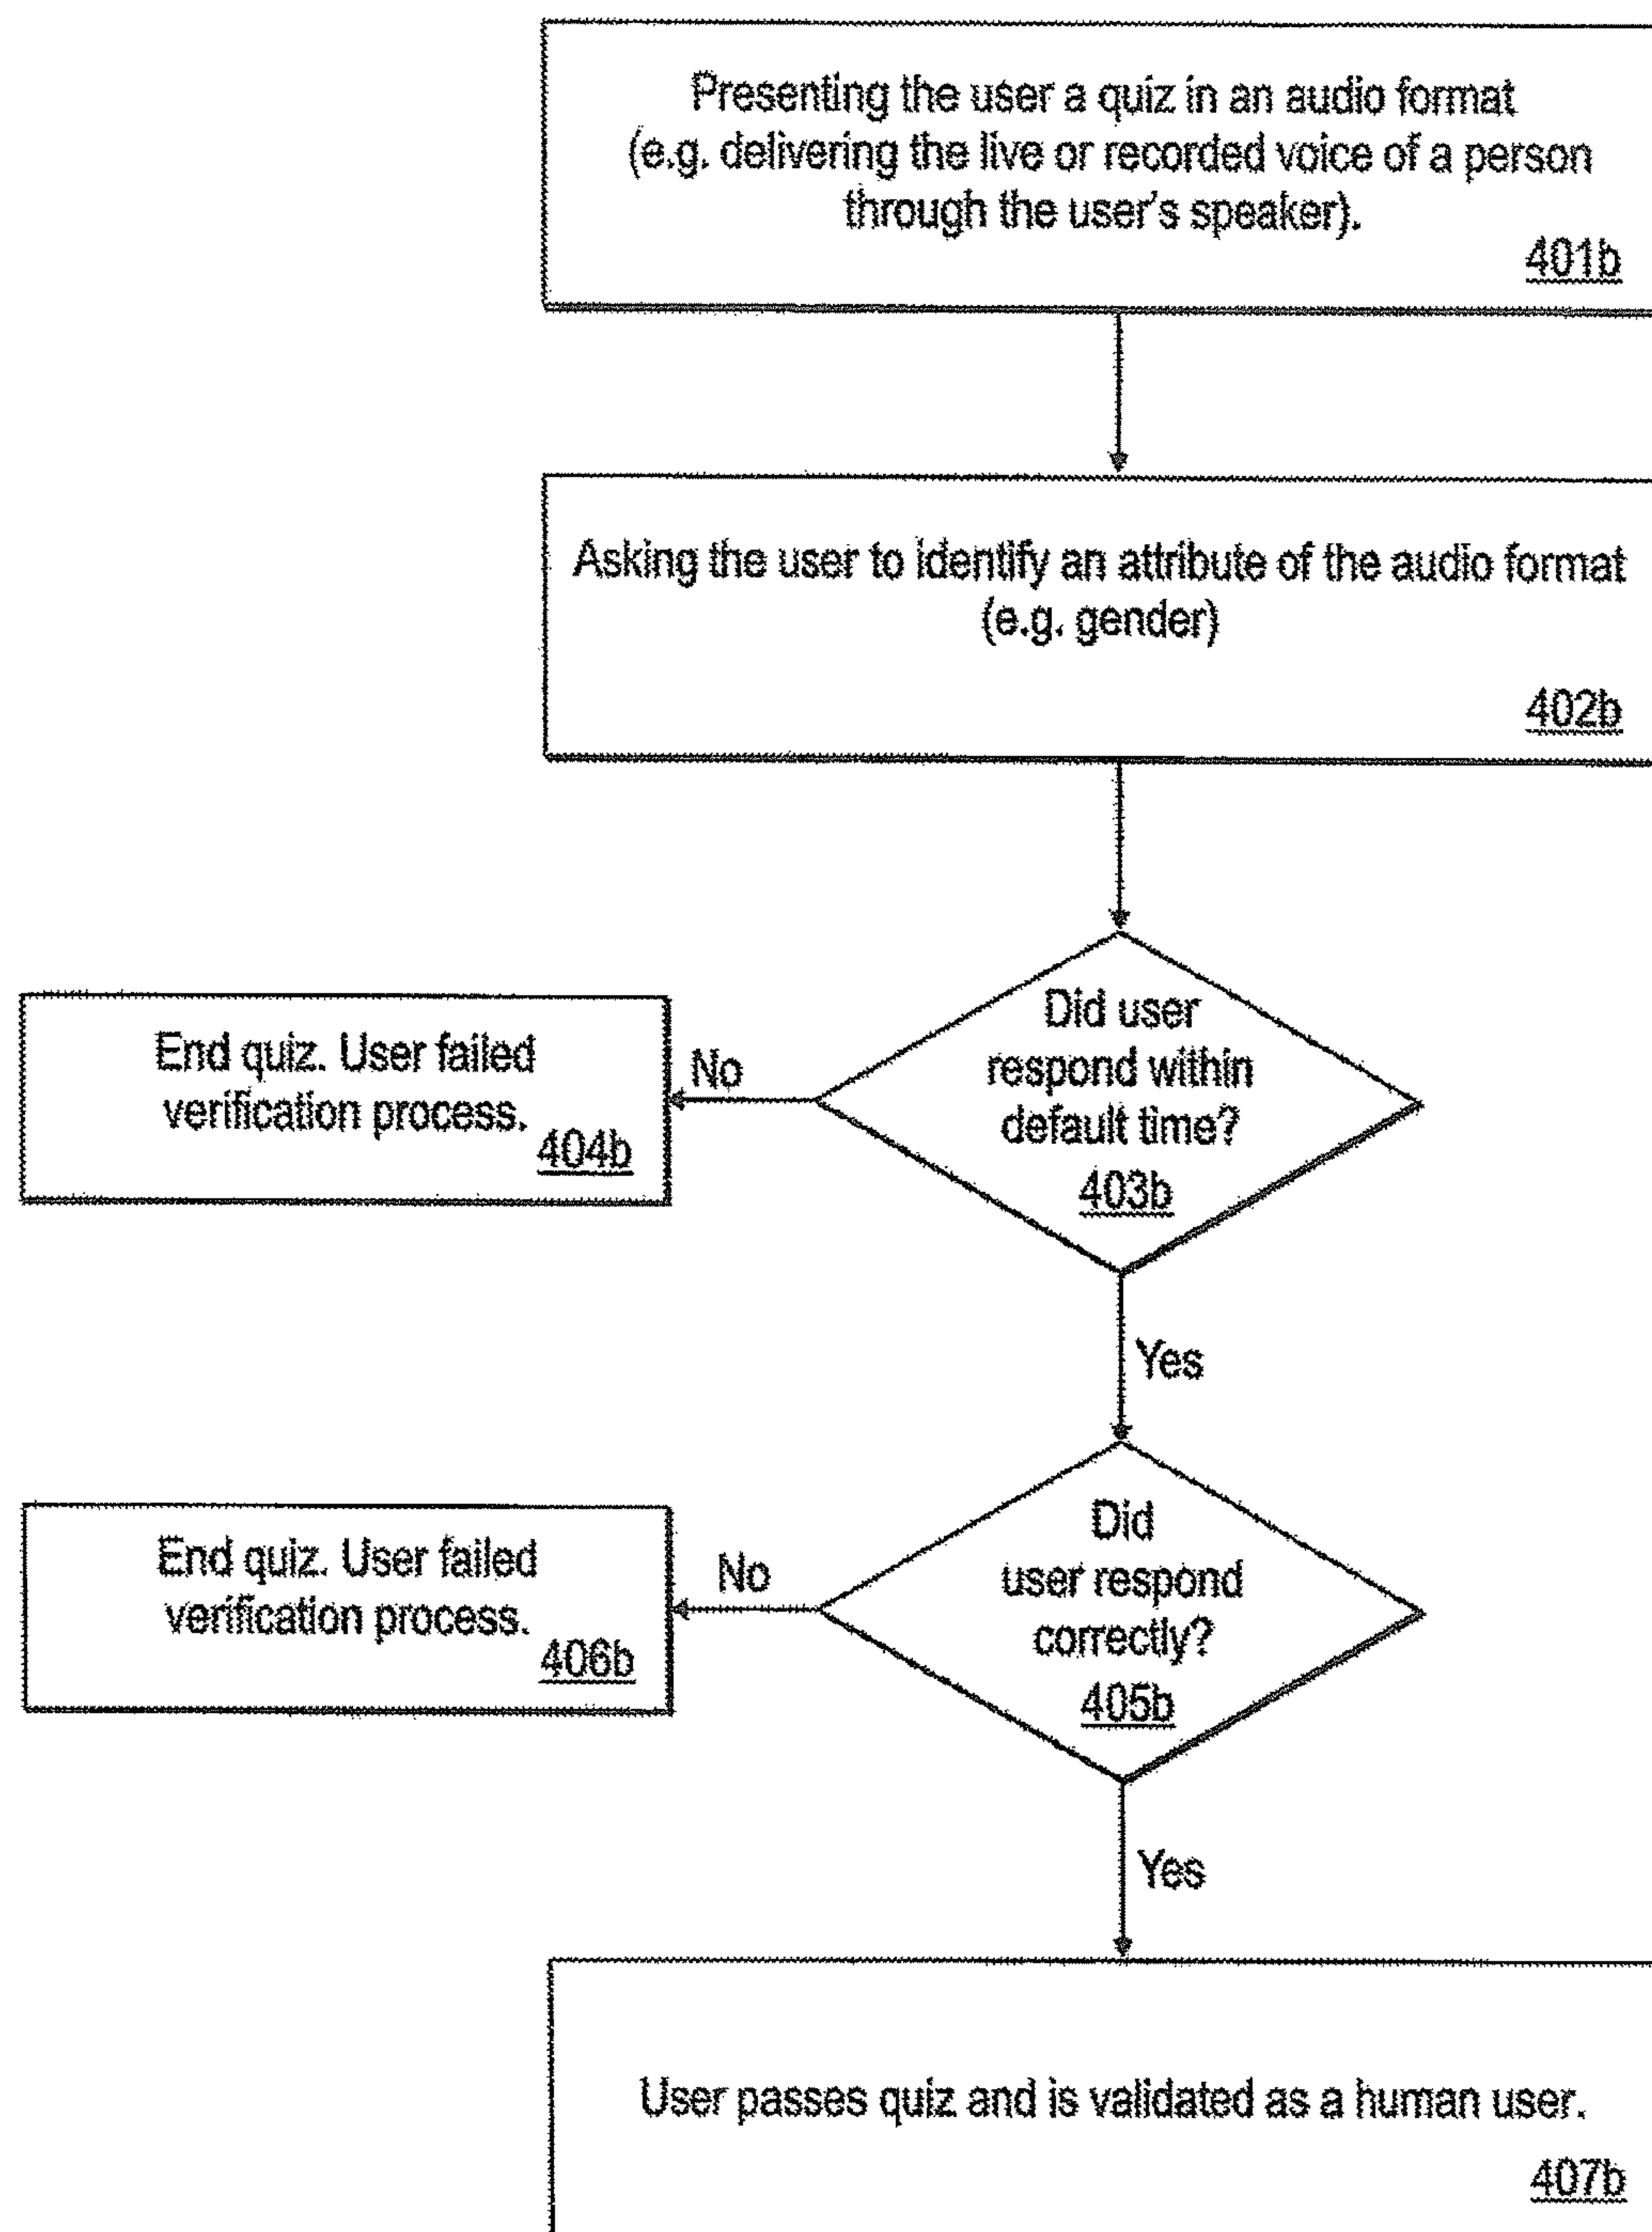 Presenting the user a quiz in an audio format
(e.g. delivering the live or recorded voice of a person
through the user's speaker).
401b
Asking the user to identify an attribute of the audio format
(e.g. gender)
402b
Did user
respond within
default time?
403b
No
End quiz. User failed
verification process.
404b
Yes
Did
user respond
correctly?
405b
No
End quiz. User failed
verification process.
406b
Yes
User passes quiz and is validated as a human user.
407b